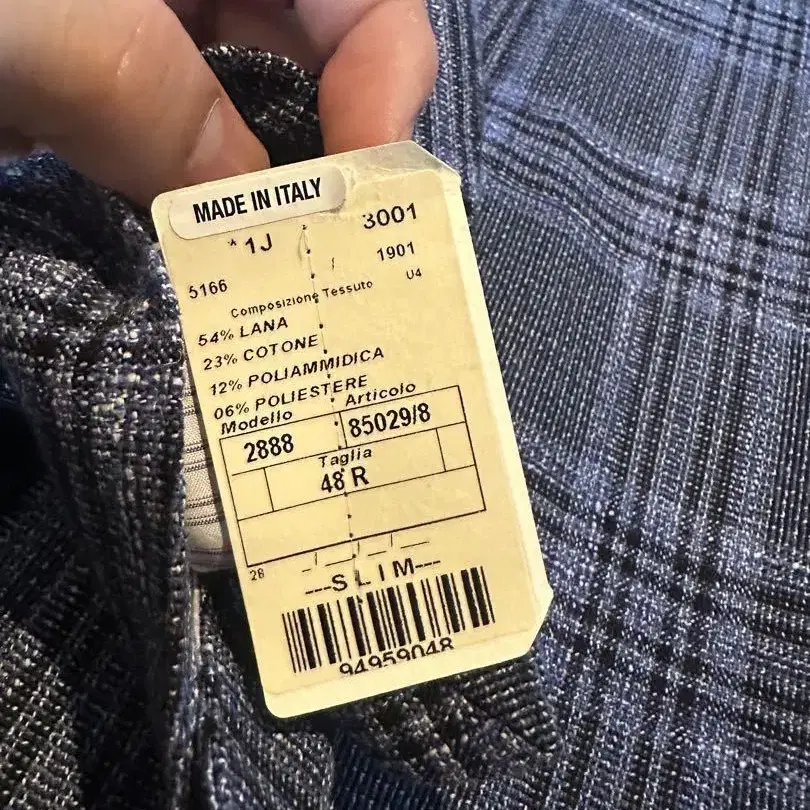 MADE IN ITALY
*1J 3001
5166 1901
U4
Composizione Tessuto
54% LANA
23% COTONE
12% POLIAMMIDICA
06% POLIESTERE
Modello Articolo
2888 85029/8
Taglia
48 R
28
---SLIM---
94959048